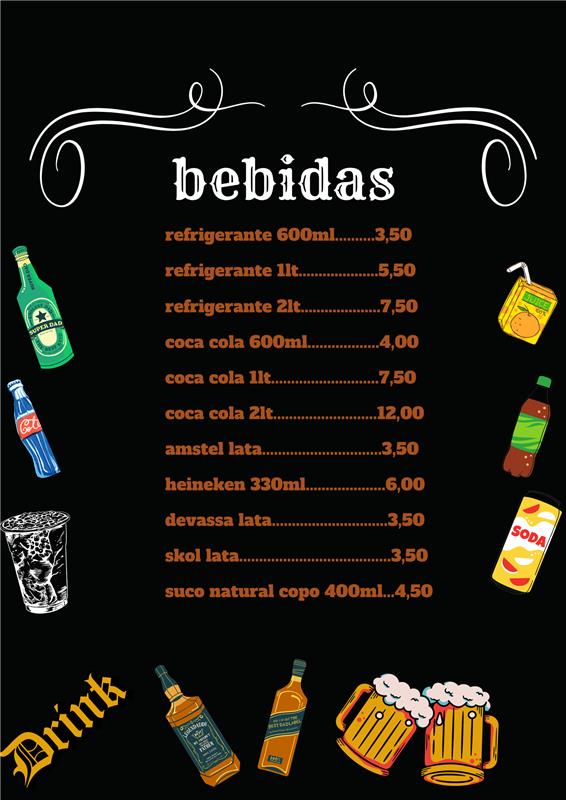 bebidas
refrigerante 600ml..........3,50
refrigerante 1lt....................5,50
refrigerante 2lt....................7,50
coca cola 600ml..................4,00
coca cola 1lt...........................7,50
coca cola 2lt..........................12,00
amstel lata..............................3,50
heineken 330ml....................6,00
devassa lata.............................3,50
skol lata......................................3,50
suco natural copo 400ml...4,50
SUPER DAD
JUICE
SODA
Drink